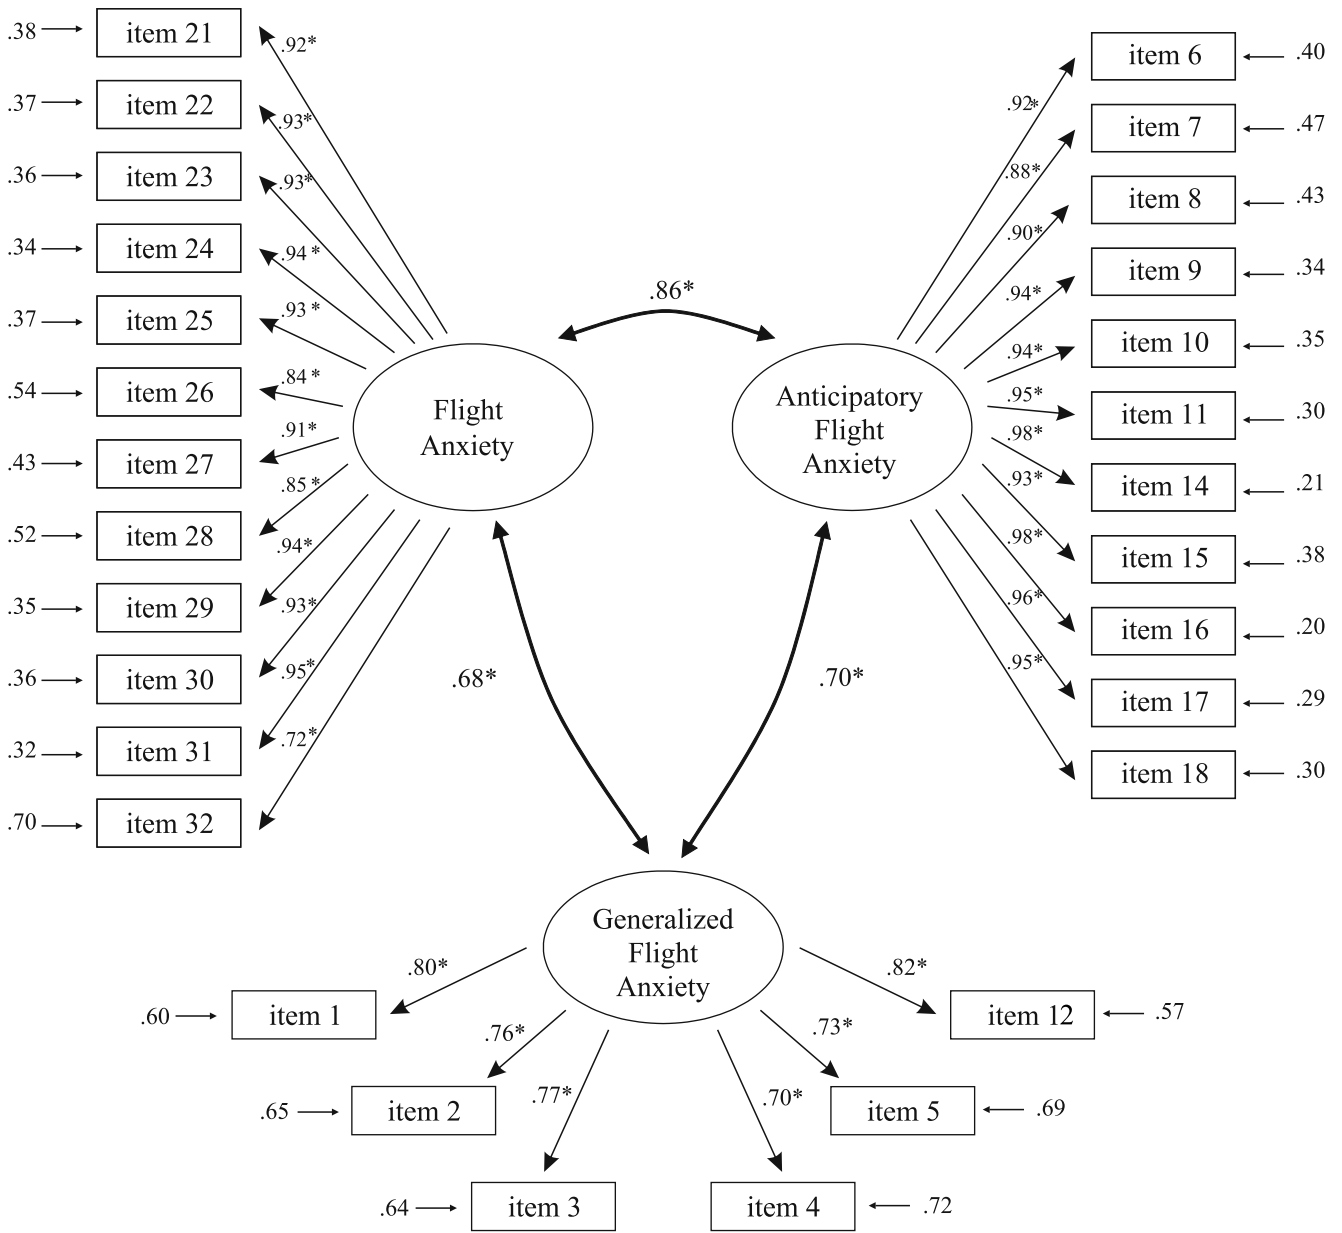 .38 item 21 .92*
.37 item 22 .93*
.36 item 23 .93*
.34 item 24 .94*
.37 item 25 .93*
.54 item 26 .84*
.43 item 27 .91*
.52 item 28 .85*
.35 item 29 .94*
.36 item 30 .93*
.32 item 31 .95*
.70 item 32 .72*
Flight
Anxiety
.86*
Anticipatory
Flight
Anxiety
.92* item 6 .40
.88* item 7 .47
.90* item 8 .43
.94* item 9 .34
.94* item 10 .35
.95* item 11 .30
.98* item 14 .21
.93* item 15 .38
.98* item 16 .20
.96* item 17 .29
.95* item 18 .30
.68*
.70*
Generalized
Flight
Anxiety
.80*
.82*
.60 item 1
item 12 .57
.76*
.73*
.65 item 2
item 5 .69
.77*
.70*
.64 item 3
item 4 .72